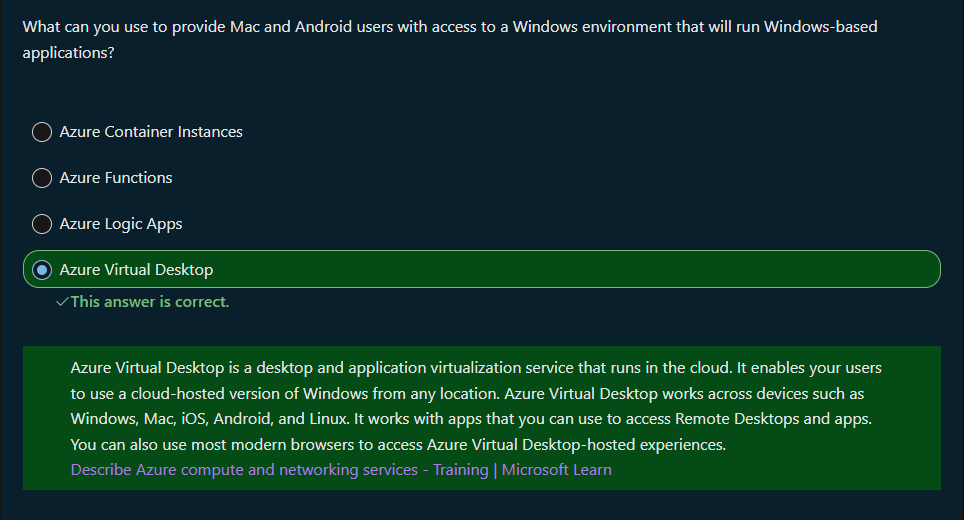 What can you use to provide Mac and Android users with access to a Windows environment that will run Windows-based
applications?
Azure Container Instances
Azure Functions
Azure Logic Apps
Azure Virtual Desktop
✓This answer is correct.
Azure Virtual Desktop is a desktop and application virtualization service that runs in the cloud. It enables your users
to use a cloud-hosted version of Windows from any location. Azure Virtual Desktop works across devices such as
Windows, Mac, iOS, Android, and Linux. It works with apps that you can use to access Remote Desktops and apps.
You can also use most modern browsers to access Azure Virtual Desktop-hosted experiences.
Describe Azure compute and networking services - Training | Microsoft Learn